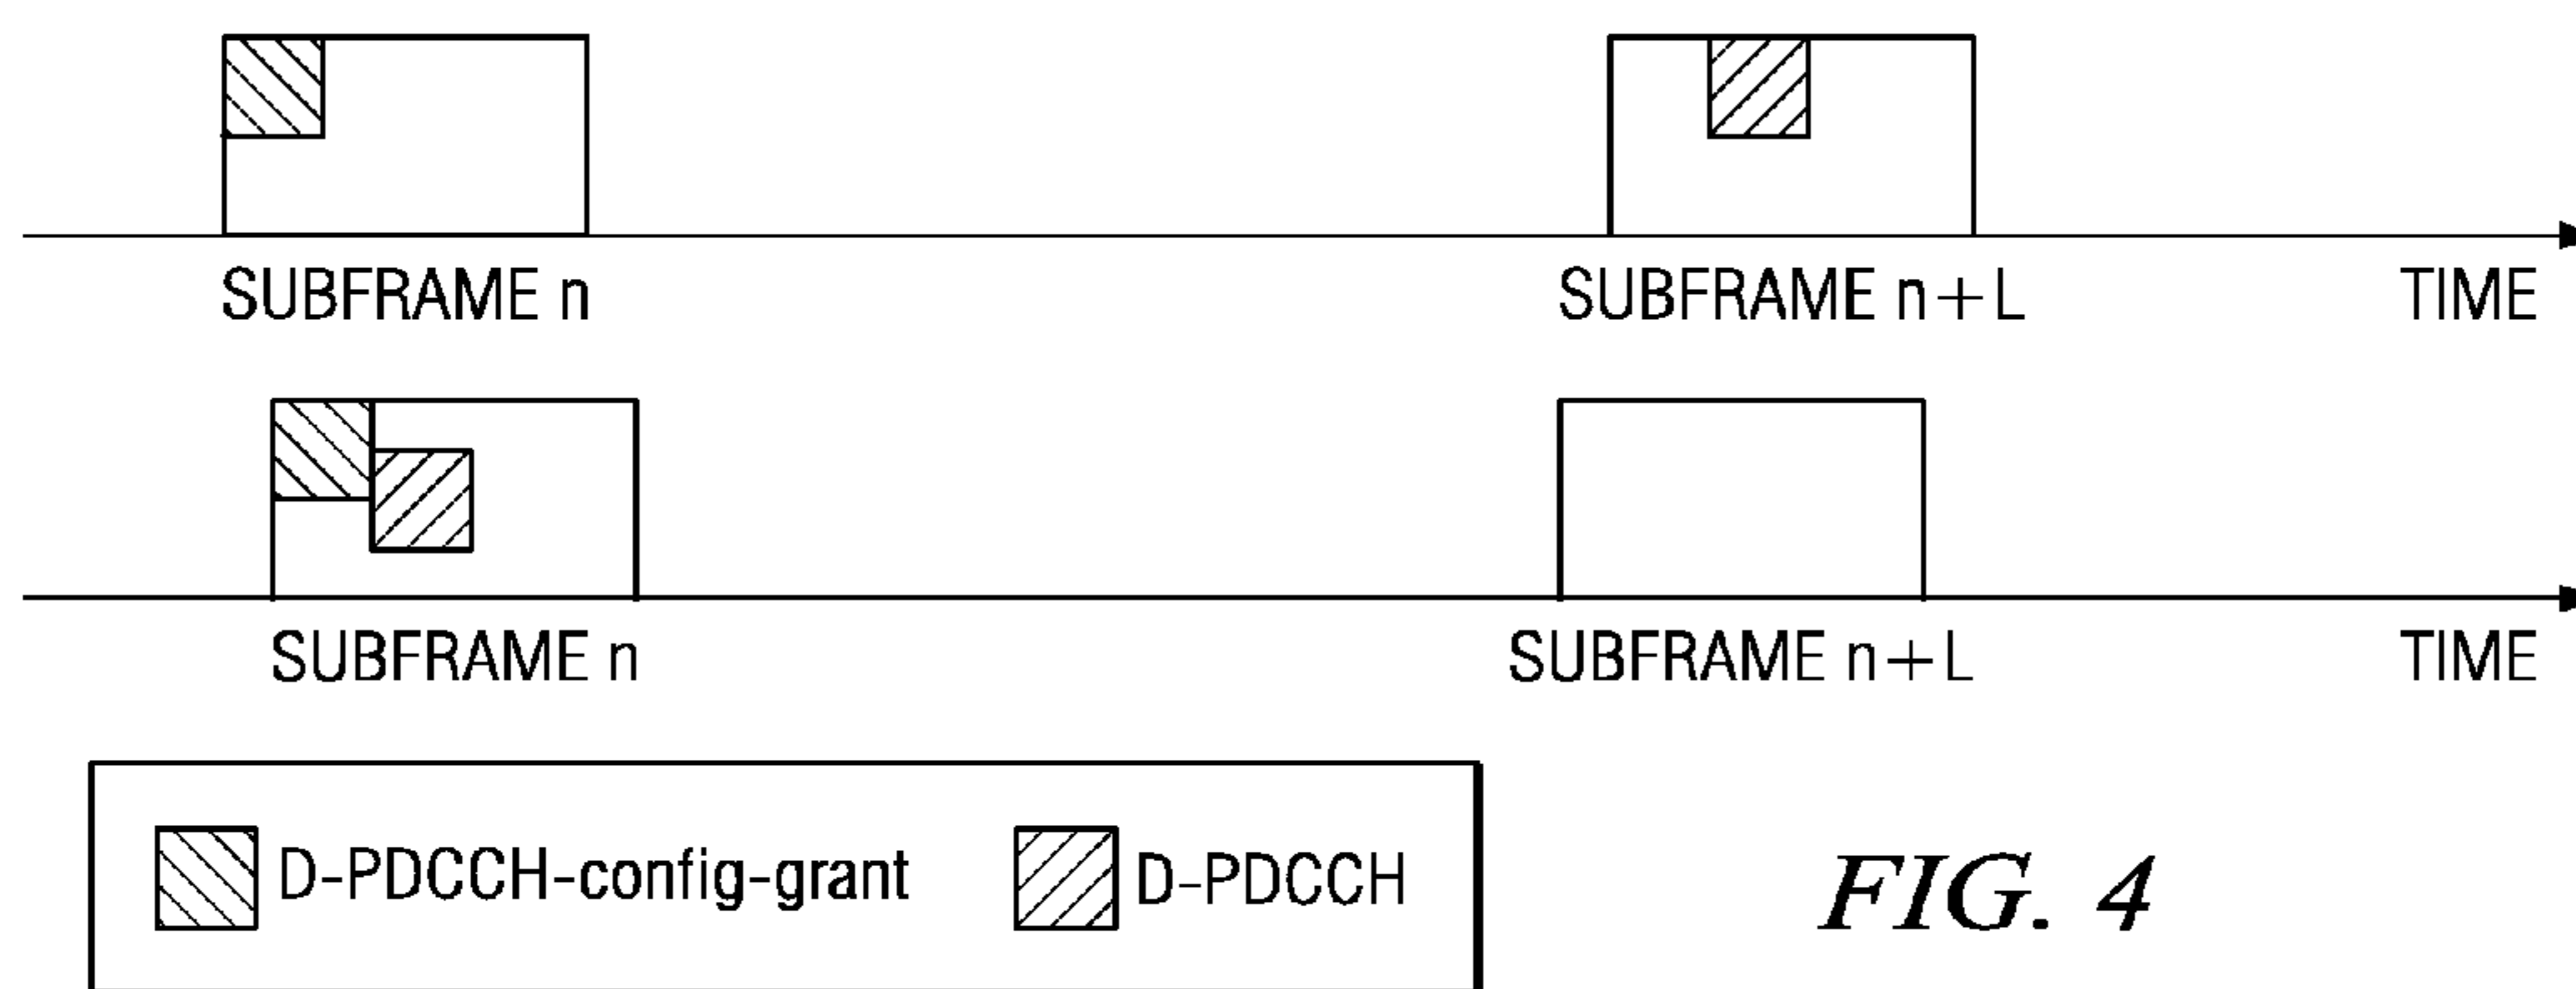 SUBFRAME n SUBFRAME n+L TIME
SUBFRAME n SUBFRAME n+L TIME
D-PDCCH-config-grant D-PDCCH
FIG. 4